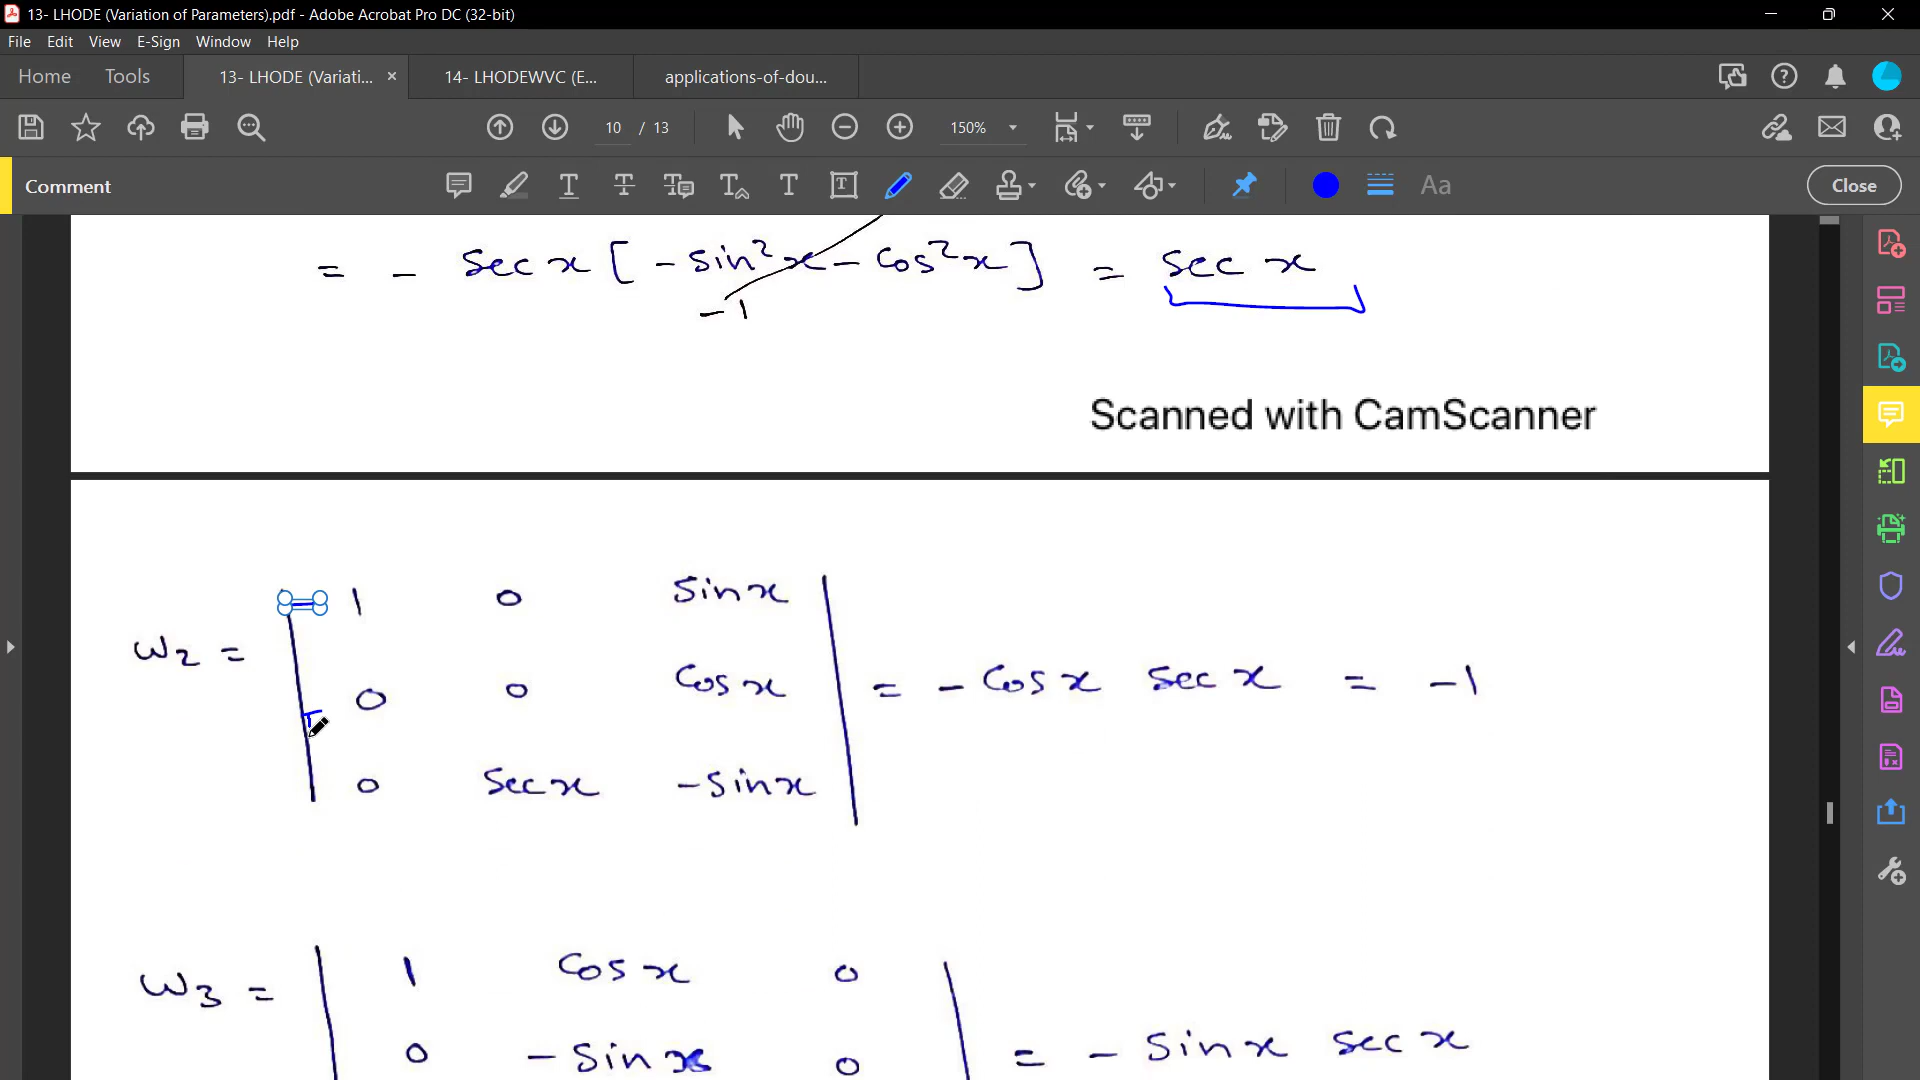 13- LHODE (Variation of Parameters).pdf - Adobe Acrobat Pro DC (32-bit)
File Edit View E-Sign Window Help
Home Tools 13- LHODE (Variati... × 14- LHODEWVC (E... applications-of-dou...
10 / 13 150%
Comment T T T T T Aa Close
= - sec x [ - sin²x - cos²x ] = sec x
-1
Scanned with CamScanner
1 0 sin x
W₂ = 0 0 cos x = - cos x sec x = -1
0 sec x - sin x
1 cos x 0
W₃ =
0 - sin x 0 = - sin x sec x